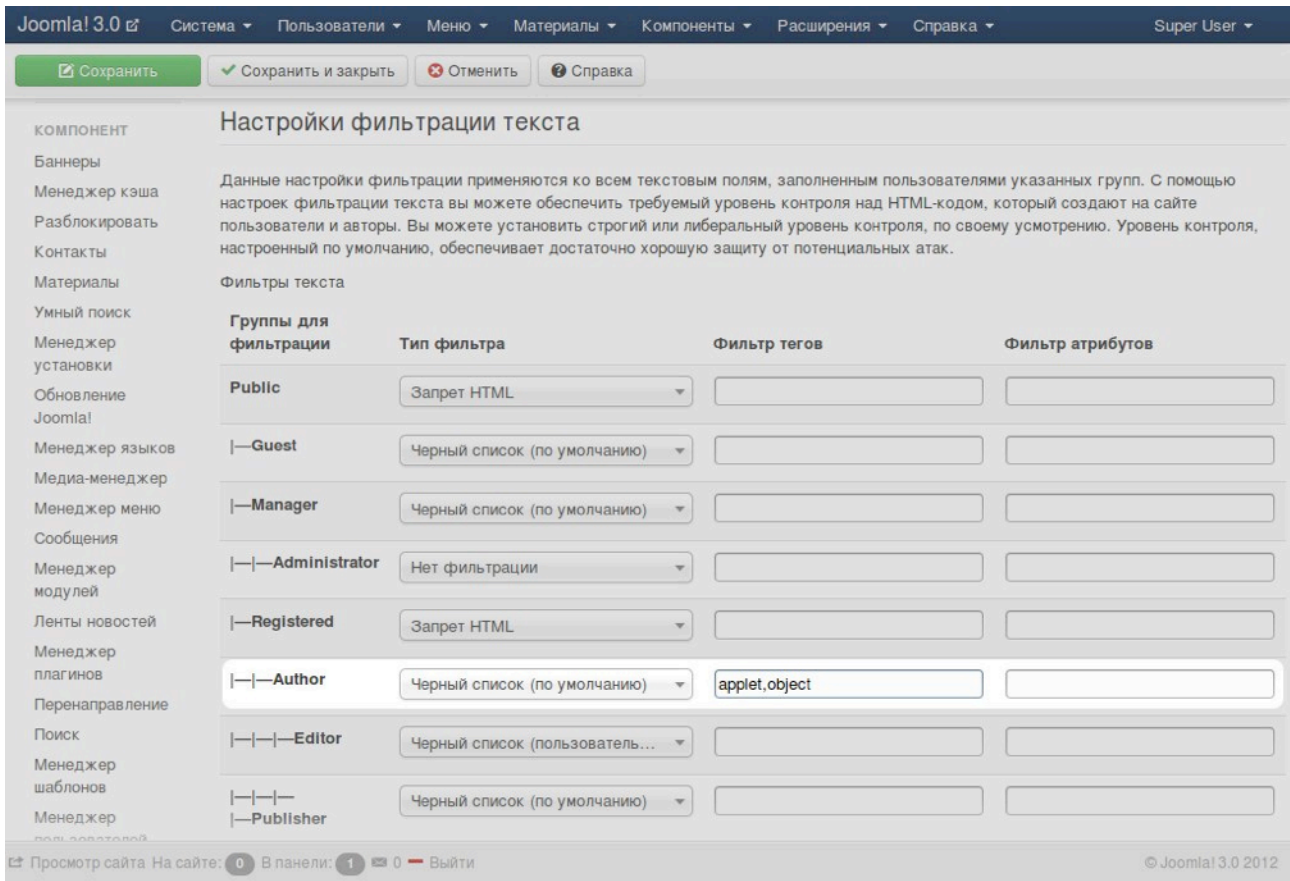 Joomla! 3.0 Система Пользователи Меню Материалы Компоненты Расширения Справка Super User
Сохранить Сохранить и закрыть Отменить Справка
КОМПОНЕНТ
Баннеры
Менеджер кэша
Разблокировать
Контакты
Материалы
Умный поиск
Менеджер
установки
Обновление
Joomla!
Менеджер языков
Медиа-менеджер
Менеджер меню
Сообщения
Менеджер
модулей
Ленты новостей
Менеджер
плагинов
Перенаправление
Поиск
Менеджер
шаблонов
Менеджер
пользователей
Настройки фильтрации текста
Данные настройки фильтрации применяются ко всем текстовым полям, заполненным пользователями указанных групп. С помощью
настроек фильтрации текста вы можете обеспечить требуемый уровень контроля над HTML-кодом, который создают на сайте
пользователи и авторы. Вы можете установить строгий или либеральный уровень контроля, по своему усмотрению. Уровень контроля,
настроенный по умолчанию, обеспечивает достаточно хорошую защиту от потенциальных атак.
Фильтры текста
Группы для
фильтрации Тип фильтра Фильтр тегов Фильтр атрибутов
Public Запрет HTML
|—Guest Черный список (по умолчанию)
|—Manager Черный список (по умолчанию)
|—|—Administrator Нет фильтрации
|—Registered Запрет HTML
|—|—Author Черный список (по умолчанию) applet,object
|—|—|—Editor Черный список (пользователь...
|—|—|—
|—Publisher Черный список (по умолчанию)
Просмотр сайта На сайте: 0 В панели: 1 0 Выйти © Joomla! 3.0 2012